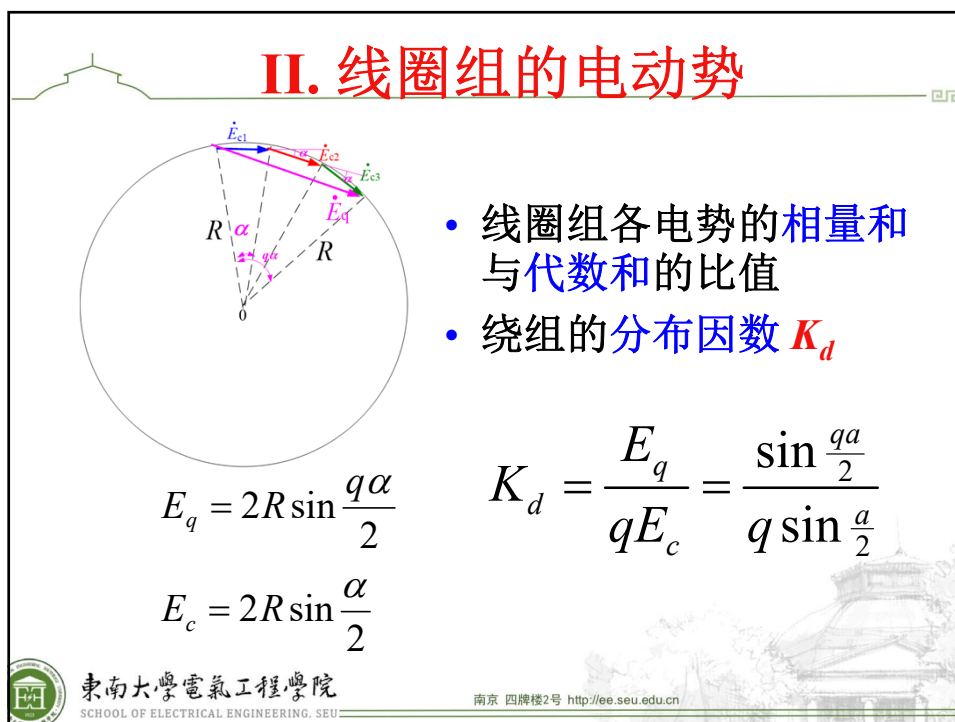 II. 线圈组的电动势
Ė_c1
α
Ė_c2
α
Ė_c3
Ė_q
R
α
qα
R
0
• 线圈组各电势的相量和
与代数和的比值
• 绕组的分布因数 K_d
E_q = 2R sin qα/2
E_c = 2R sin α/2
K_d = E_q/(qE_c) = sin(qa/2)/(q sin(a/2))
東南大學電氣工程學院
SCHOOL OF ELECTRICAL ENGINEERING, SEU
南京 四牌楼2号 http://ee.seu.edu.cn